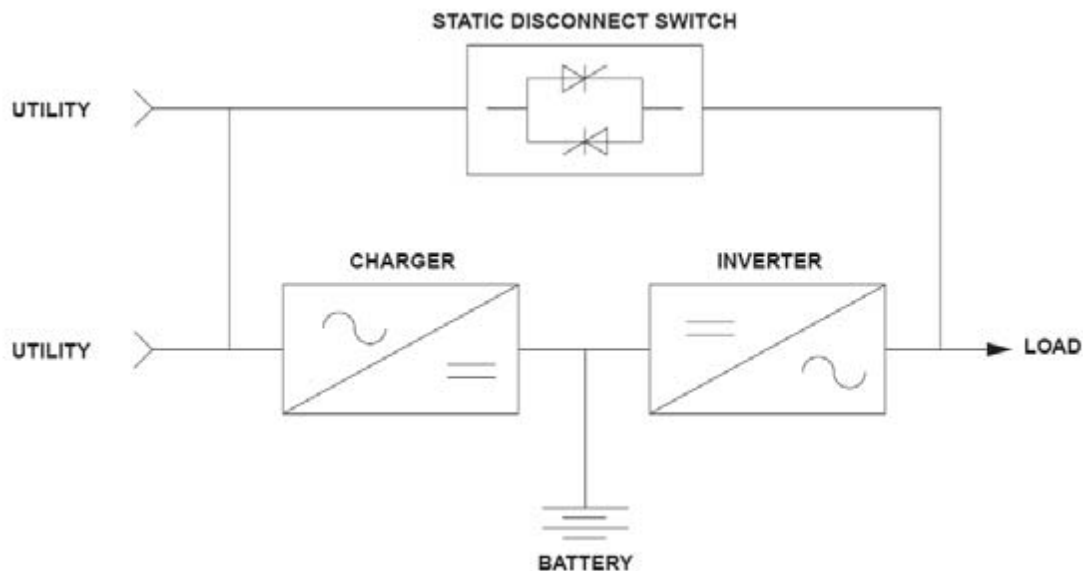 STATIC DISCONNECT SWITCH
UTILITY
CHARGER
INVERTER
UTILITY
LOAD
BATTERY